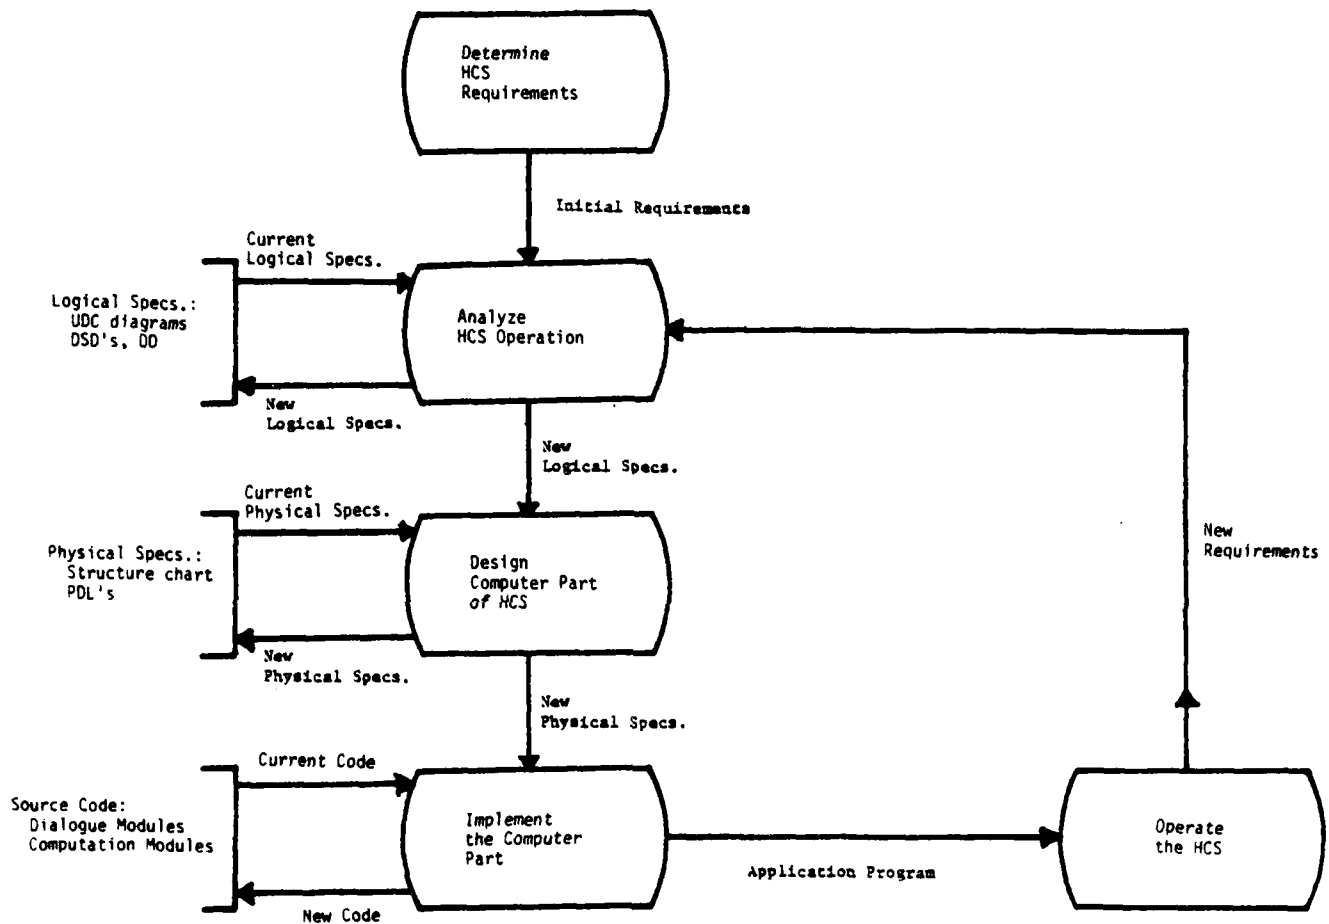 Determine
HCS
Requirements
Initial Requirements
Current
Logical Specs.
Logical Specs.:
UDC diagrams
DSD's, DD
Analyze
HCS Operation
New
Logical Specs.
New
Logical Specs.
Current
Physical Specs.
Physical Specs.:
Structure chart
PDL's
Design
Computer Part
of HCS
New
Requirements
New
Physical Specs.
New
Physical Specs.
Current Code
Source Code:
Dialogue Modules
Computation Modules
Implement
the Computer
Part
Application Program
Operate
the HCS
New Code